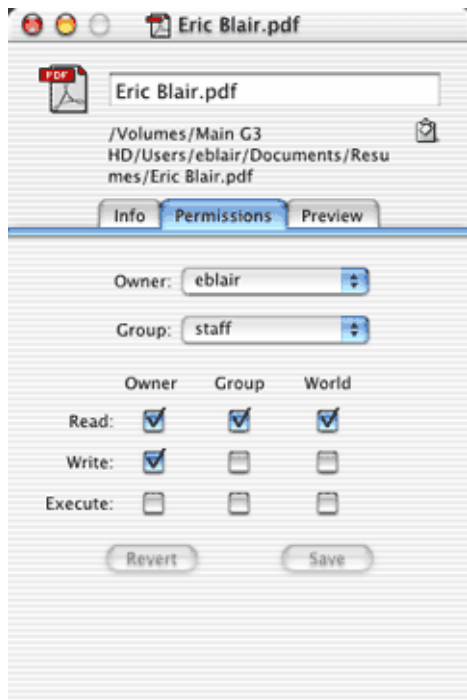 Eric Blair.pdf
PDF
Eric Blair.pdf
/Volumes/Main G3
HD/Users/eblair/Documents/Resu
mes/Eric Blair.pdf
Info Permissions Preview
Owner: eblair
Group: staff
Owner Group World
Read:
Write:
Execute:
Revert Save